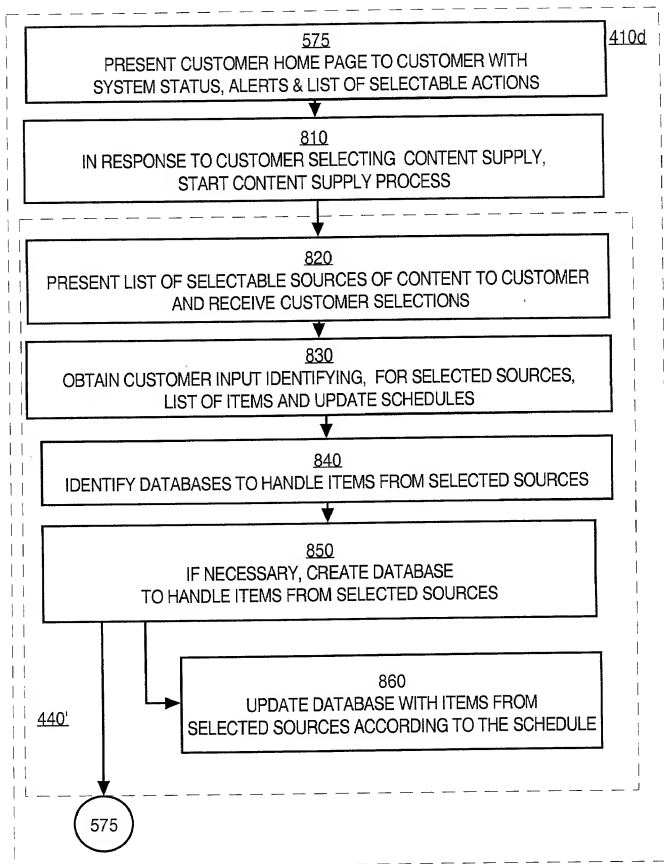 575
410d
PRESENT CUSTOMER HOME PAGE TO CUSTOMER WITH
SYSTEM STATUS, ALERTS & LIST OF SELECTABLE ACTIONS
810
IN RESPONSE TO CUSTOMER SELECTING CONTENT SUPPLY,
START CONTENT SUPPLY PROCESS
820
PRESENT LIST OF SELECTABLE SOURCES OF CONTENT TO CUSTOMER
AND RECEIVE CUSTOMER SELECTIONS
830
OBTAIN CUSTOMER INPUT IDENTIFYING, FOR SELECTED SOURCES,
LIST OF ITEMS AND UPDATE SCHEDULES
840
IDENTIFY DATABASES TO HANDLE ITEMS FROM SELECTED SOURCES
850
IF NECESSARY, CREATE DATABASE
TO HANDLE ITEMS FROM SELECTED SOURCES
860
UPDATE DATABASE WITH ITEMS FROM
SELECTED SOURCES ACCORDING TO THE SCHEDULE
440'
575